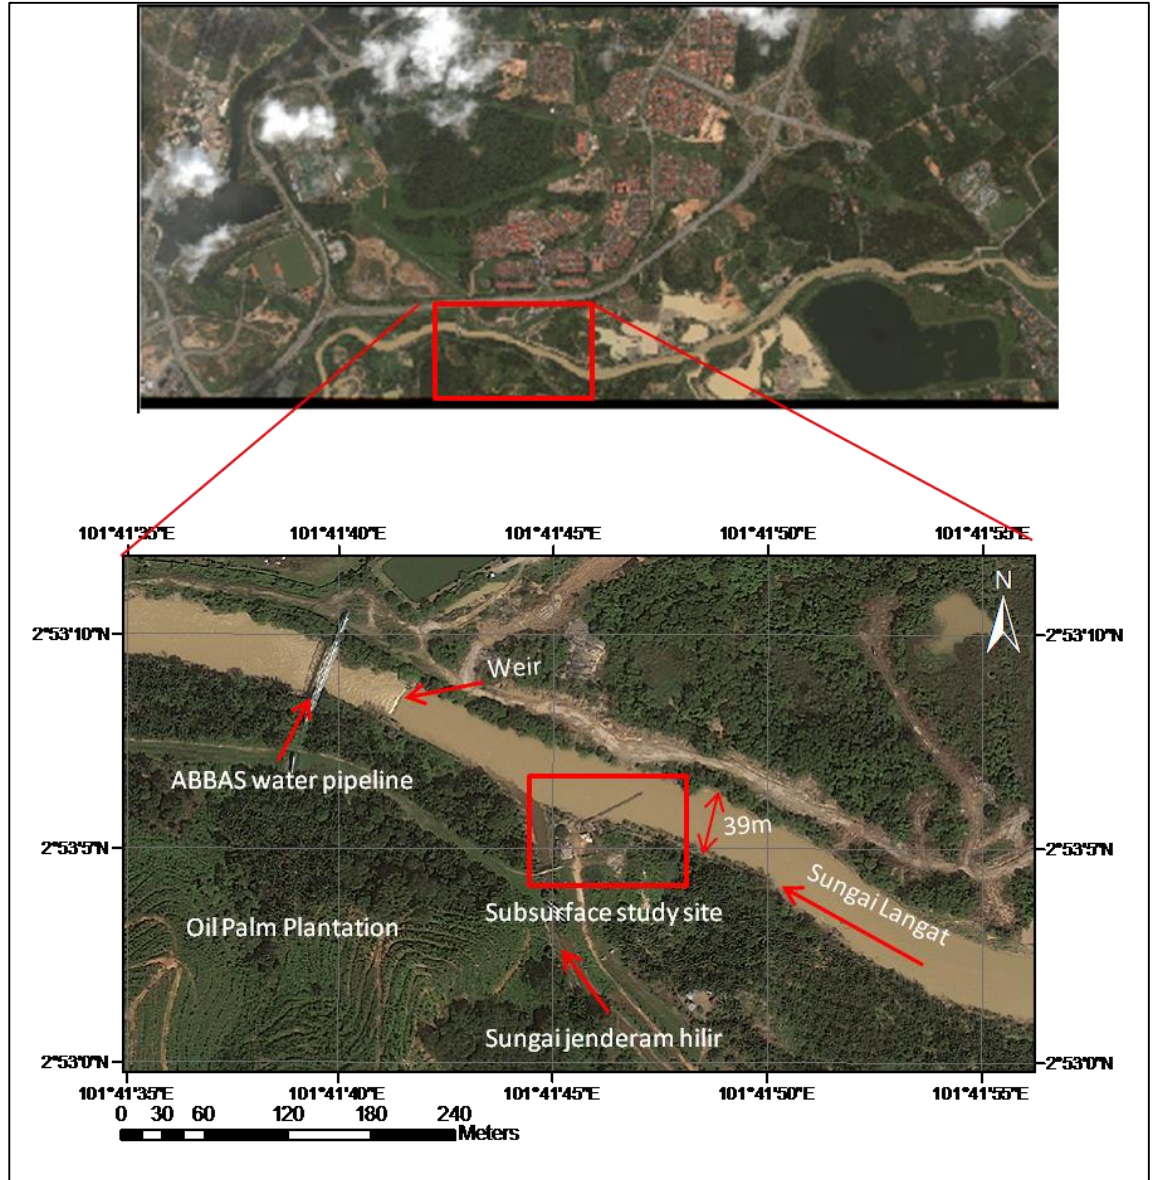 101°41'35"E 101°41'40"E 101°41'45"E 101°41'50"E 101°41'55"E
N
2°53'10"N 2°53'10"N
Weir
ABBAS water pipeline
39m
2°53'5"N 2°53'5"N
Sungai Langat
Subsurface study site
Oil Palm Plantation
Sungai jenderam hilir
2°53'0"N 2°53'0"N
101°41'35"E 101°41'40"E 101°41'45"E 101°41'50"E 101°41'55"E
0 30 60 120 180 240
Meters